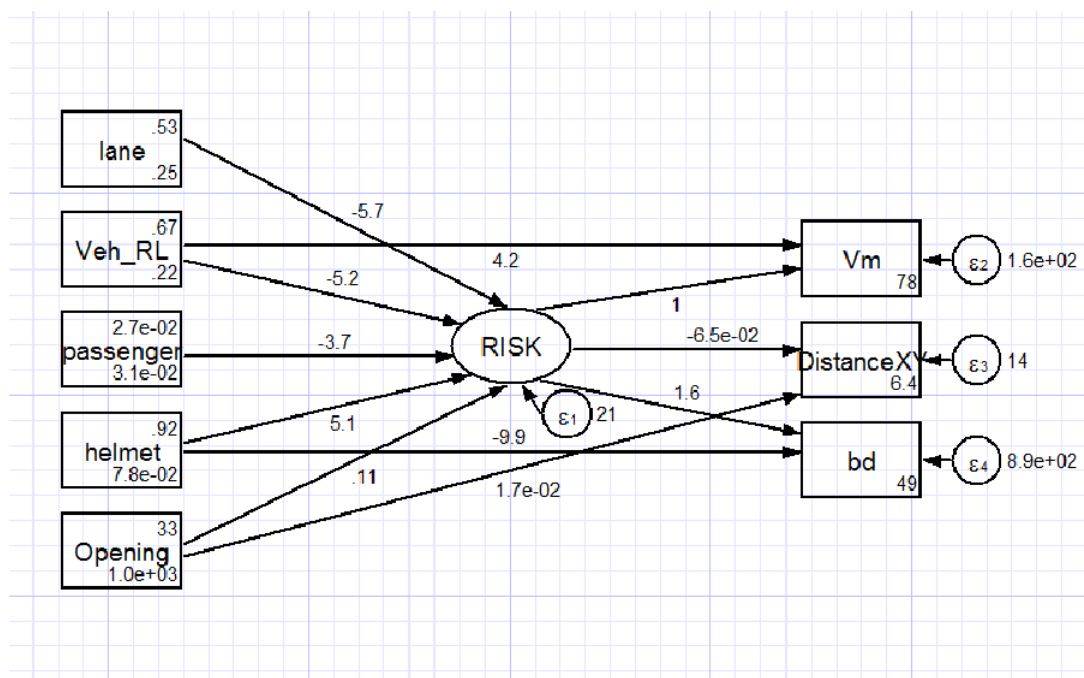 .53
lane
.25
-5.7
.67
Veh_RL
.22
4.2
-5.2
Vm
78
ε2
1.6e+02
1
2.7e-02
passenger
3.1e-02
-3.7
RISK
-6.5e-02
DistanceXY
6.4
ε3
14
ε1
21
1.6
.92
helmet
7.8e-02
5.1
-9.9
bd
49
ε4
8.9e+02
.11
1.7e-02
33
Opening
1.0e+03